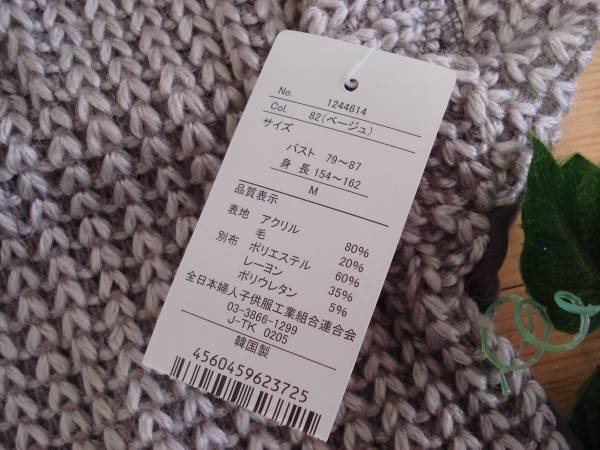 No. 1244614
Col. 82(ベージュ)
サイズ
バスト 79～87
身 長 154～162
M
品質表示
表地 アクリル 80%
毛 20%
別布 ポリエステル 60%
レーヨン 35%
ポリウレタン 5%
全日本婦人子供服工業組合連合会
03-3866-1299
J-TK 0205
韓国製
4560459623725